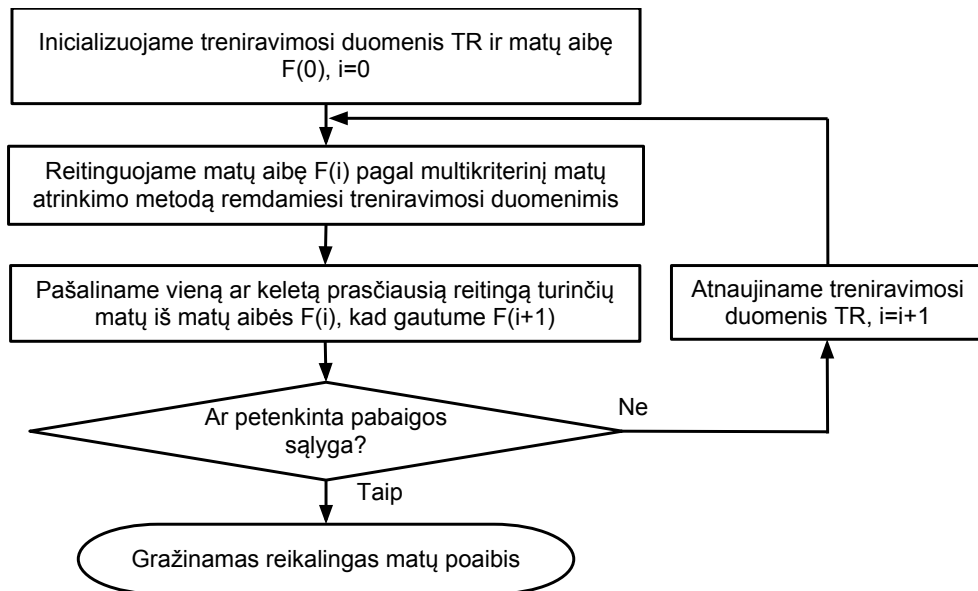 Inicializuojame treniravimosi duomenis TR ir matų aibę
F(0), i=0
Reitinguojame matų aibę F(i) pagal multikriterinį matų
atrinkimo metodą remdamiesi treniravimosi duomenimis
Pašaliname vieną ar keletą prasčiausią reitingą turinčių
matų iš matų aibės F(i), kad gautume F(i+1)
Atnaujiname treniravimosi
duomenis TR, i=i+1
Ar petenkinta pabaigos
sąlyga?
Ne
Taip
Gražinamas reikalingas matų poaibis